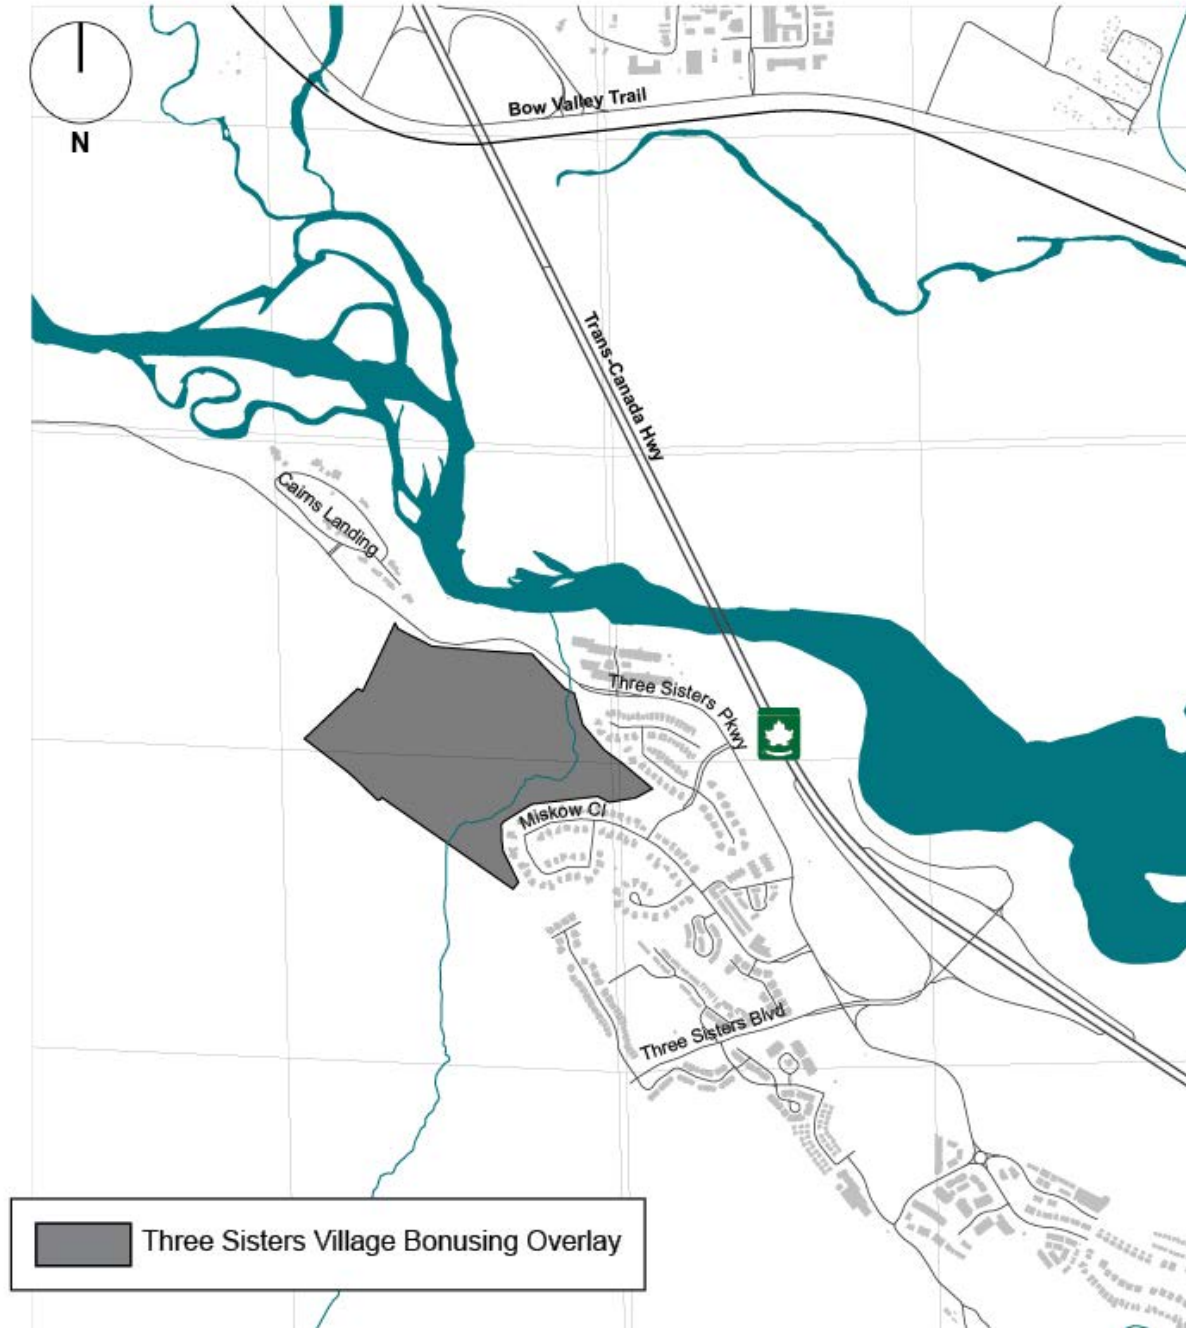 N
Bow Valley Trail
Trans-Canada Hwy
Cairns Landing
Three Sisters Pkwy
Miskow Cl
Three Sisters Blvd
Three Sisters Village Bonusing Overlay